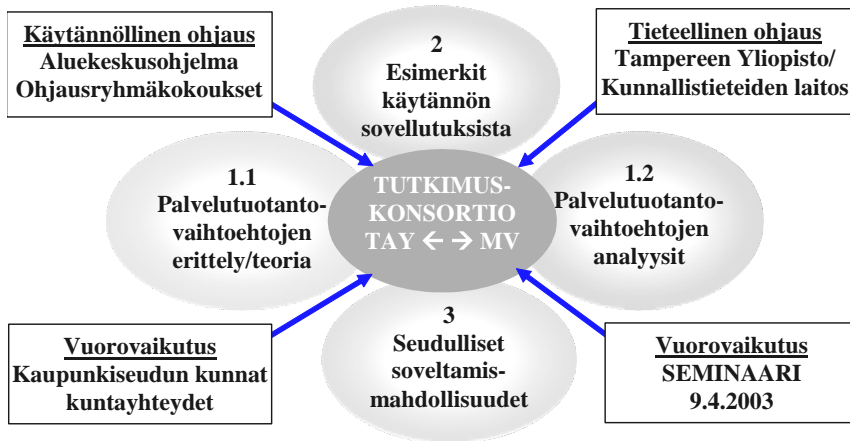 Käytännöllinen ohjaus
Aluekeskusohjelma
Ohjausryhmäkokoukset
2
Esimerkit
käytännön
sovellutuksista
Tieteellinen ohjaus
Tampereen Yliopisto/
Kunnallistieteiden laitos
1.1
Palvelutuotanto-
vaihtoehtojen
erittely/teoria
TUTKIMUS-
KONSORTIO
TAY ← → MV
1.2
Palvelutuotanto-
vaihtoehtojen
analyysit
Vuorovaikutus
Kaupunkiseudun kunnat
kuntayhteydet
3
Seudulliset
soveltamis-
mahdollisuudet
Vuorovaikutus
SEMINAARI
9.4.2003